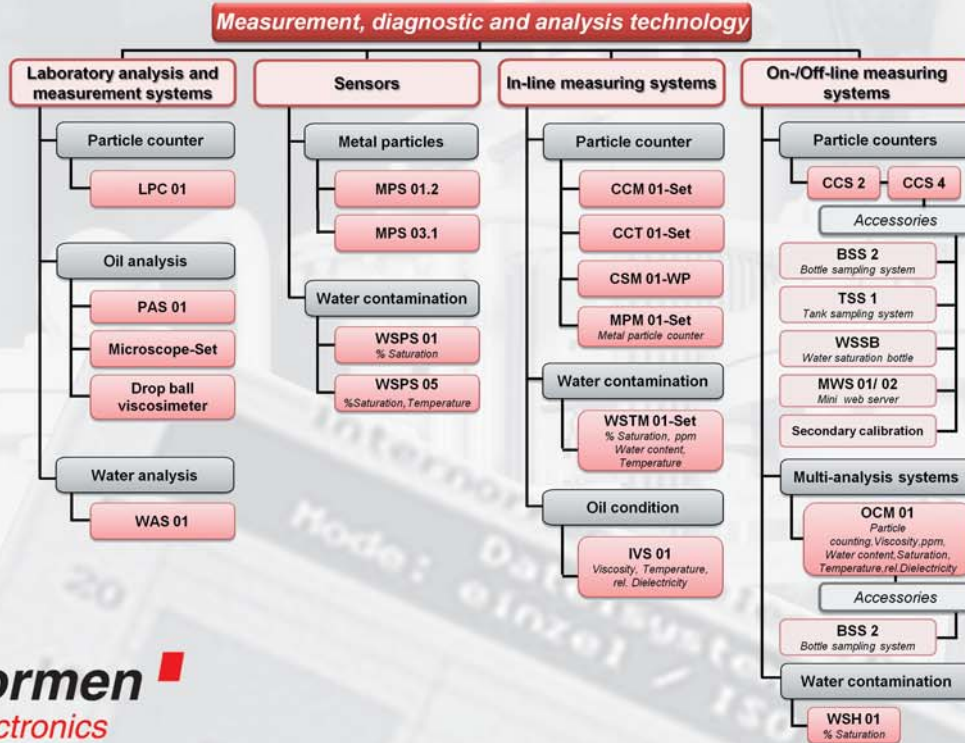 Measurement, diagnostic and analysis technology
Laboratory analysis and
measurement systems
Particle counter
LPC 01
Oil analysis
PAS 01
Microscope-Set
Drop ball
viscosimeter
Water analysis
WAS 01
Sensors
Metal particles
MPS 01.2
MPS 03.1
Water contamination
WSPS 01
% Saturation
WSPS 05
%Saturation,Temperature
In-line measuring systems
Particle counter
CCM 01-Set
CCT 01-Set
CSM 01-WP
MPM 01-Set
Metal particle counter
Water contamination
WSTM 01-Set
% Saturation, ppm
Water content,
Temperature
Oil condition
IVS 01
Viscosity, Temperature,
rel. Dielectricity
On-/Off-line measuring
systems
Particle counters
CCS 2
CCS 4
Accessories
BSS 2
Bottle sampling system
TSS 1
Tank sampling system
WSSB
Water saturation bottle
MWS 01/ 02
Mini web server
Secondary calibration
Multi-analysis systems
OCM 01
Particle
counting,Viscosity,ppm,
Water content,Saturation,
Temperature,rel.Dielectricity
Accessories
BSS 2
Bottle sampling system
Water contamination
WSH 01
% Saturation
ormen
ctronics
20
Mode:
einzel / ISO